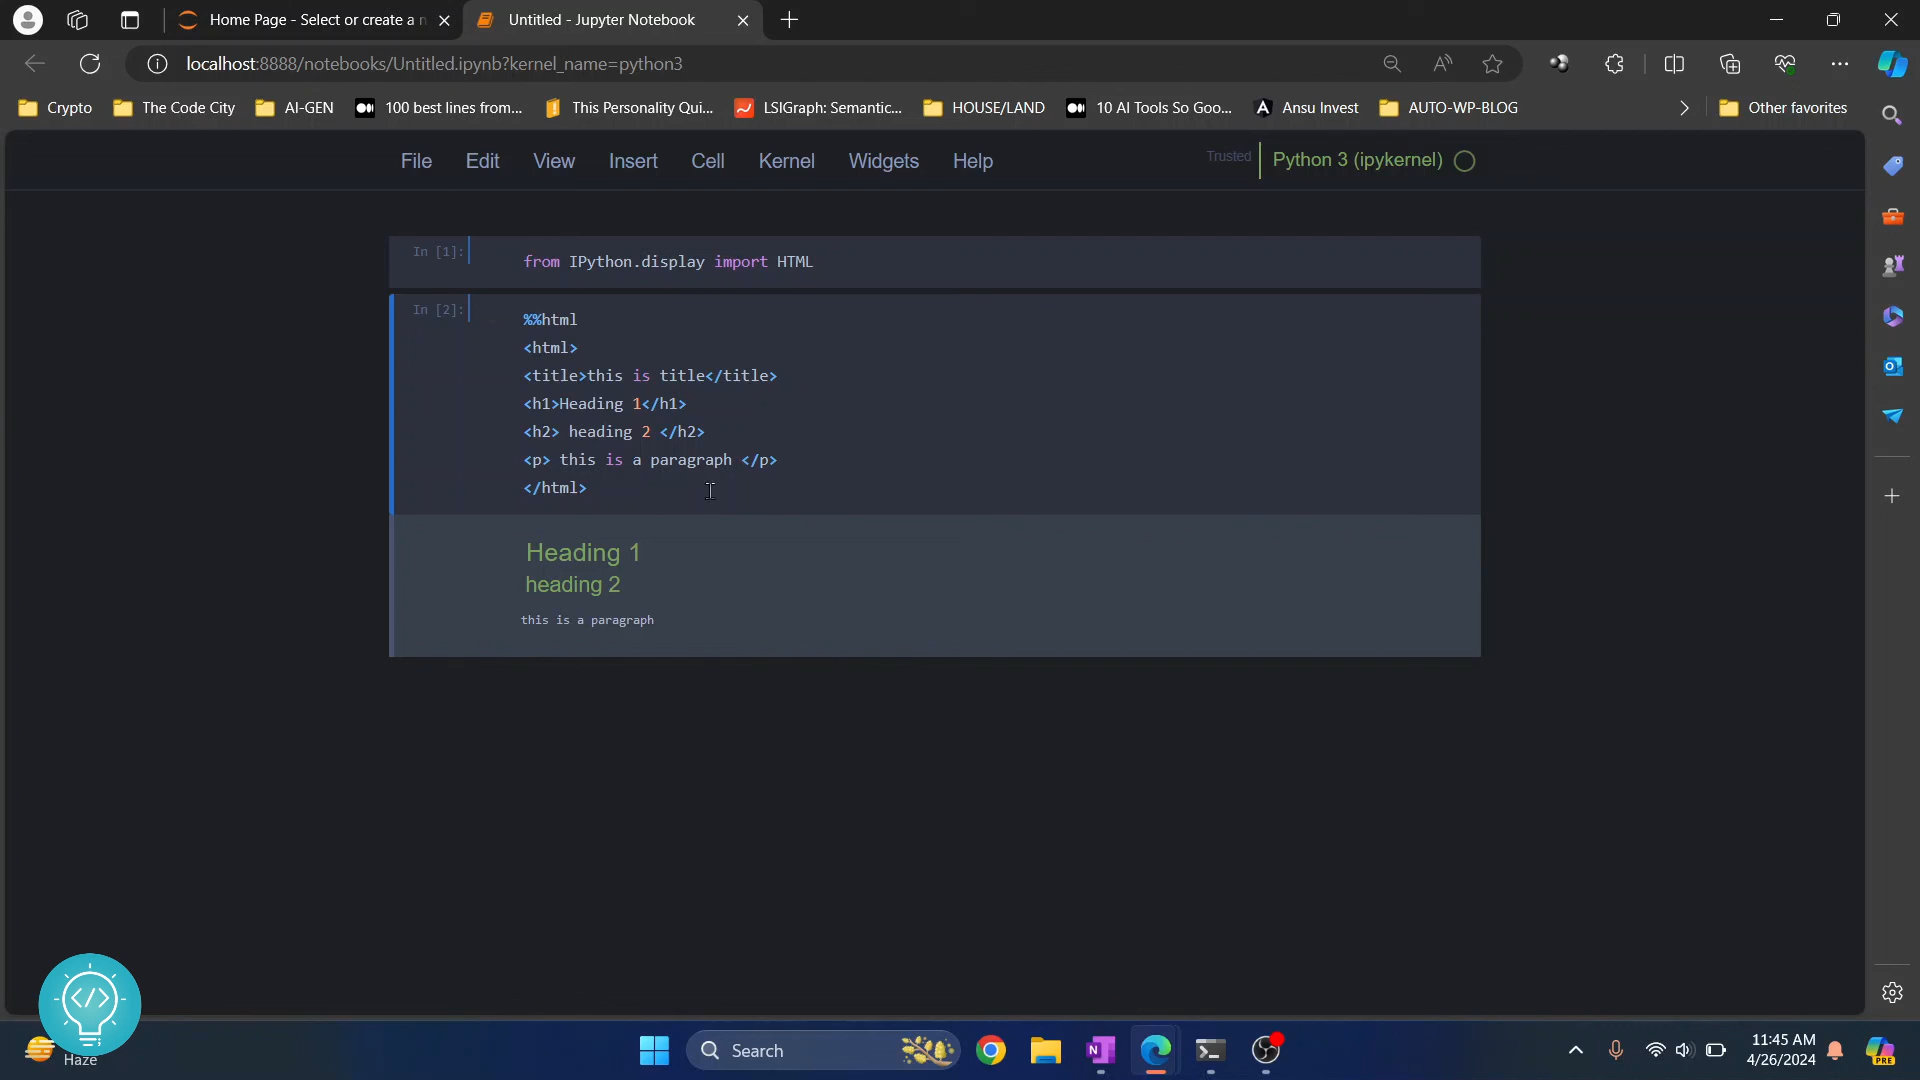 Home Page - Select or create a n
Untitled - Jupyter Notebook
localhost:8888/notebooks/Untitled.ipynb?kernel_name=python3
Crypto
The Code City
AI-GEN
100 best lines from...
This Personality Qui...
LSIGraph: Semantic...
HOUSE/LAND
10 AI Tools So Goo...
Ansu Invest
AUTO-WP-BLOG
Other favorites
File Edit View Insert Cell Kernel Widgets Help
Trusted
Python 3 (ipykernel)
In [1]:
from IPython.display import HTML
In [2]:
%%html
<html>
<title>this is title</title>
<h1>Heading 1</h1>
<h2> heading 2 </h2>
<p> this is a paragraph </p>
</html>
Heading 1
heading 2
this is a paragraph
</>
Haze
Search
11:45 AM
4/26/2024
PRE